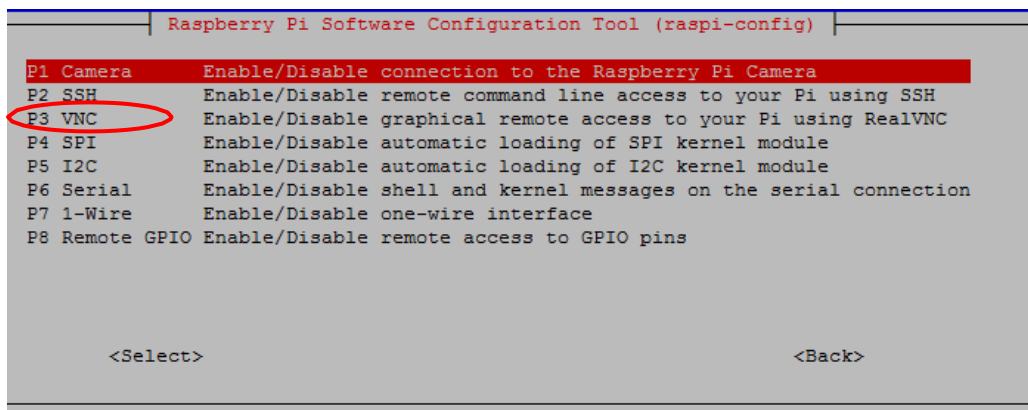 Raspberry Pi Software Configuration Tool (raspi-config)
P1 Camera Enable/Disable connection to the Raspberry Pi Camera
P2 SSH Enable/Disable remote command line access to your Pi using SSH
P3 VNC Enable/Disable graphical remote access to your Pi using RealVNC
P4 SPI Enable/Disable automatic loading of SPI kernel module
P5 I2C Enable/Disable automatic loading of I2C kernel module
P6 Serial Enable/Disable shell and kernel messages on the serial connection
P7 1-Wire Enable/Disable one-wire interface
P8 Remote GPIO Enable/Disable remote access to GPIO pins
<Select> <Back>